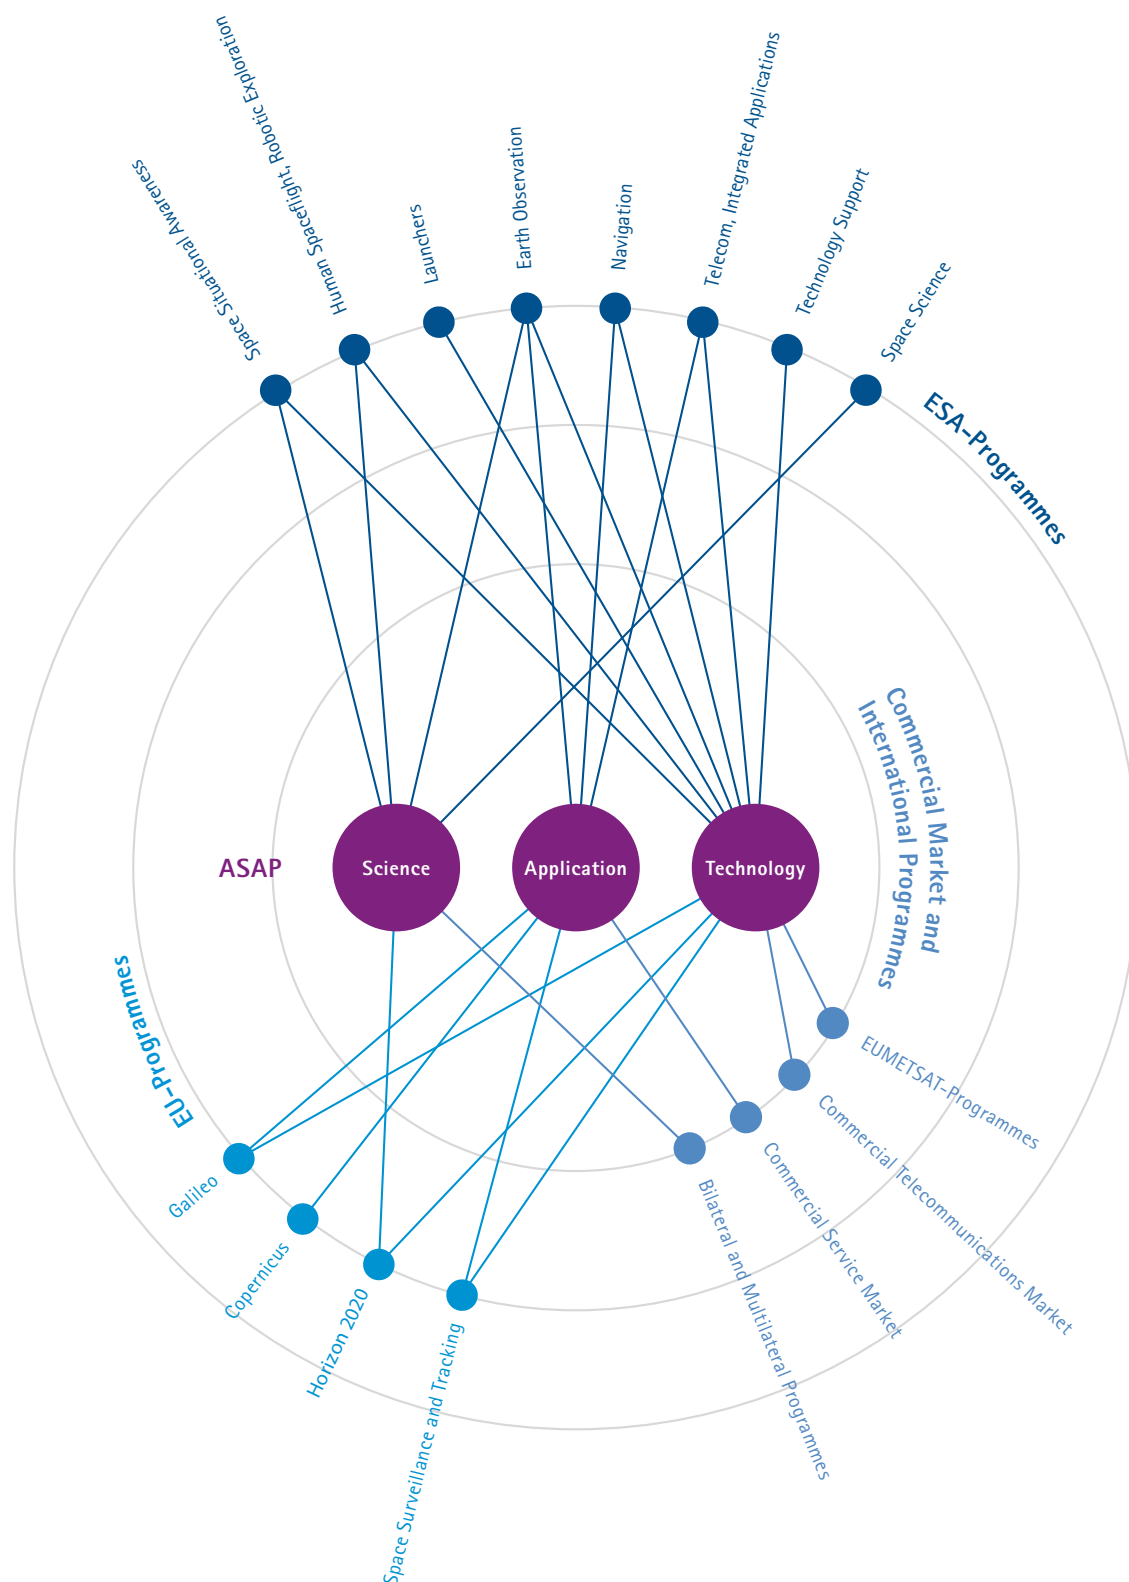 Space Situational Awareness
Human Spaceflight, Robotic Exploration
Launchers
Earth Observation
Navigation
Telecom, Integrated Applications
Technology Support
Space Science
ESA-Programmes
Commercial Market and
International Programmes
ASAP
Science
Application
Technology
EU-Programmes
Galileo
Copernicus
Horizon 2020
Space Surveillance and Tracking
Bilateral and Multilateral Programmes
Commercial Service Market
Commercial Telecommunications Market
EUMETSAT-Programmes